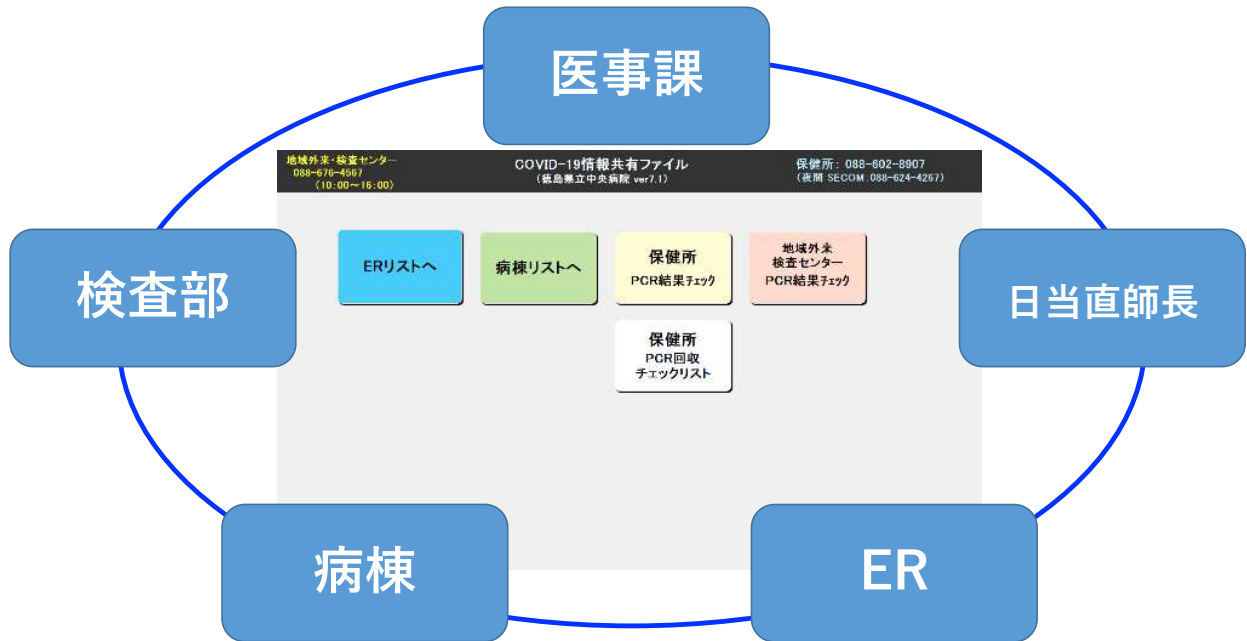 医事課
地域外来・検査センター
088-676-4567
(10:00～16:00)
COVID-19情報共有ファイル
(徳島県立中央病院 ver7.1)
保健所: 088-602-8907
(夜間 SECOM.088-624-4267)
検査部
ERリストへ
病棟リストへ
保健所
PCR結果チェック
地域外来
検査センター
PCR結果チェック
日当直師長
保健所
PCR回収
チェックリスト
病棟
ER